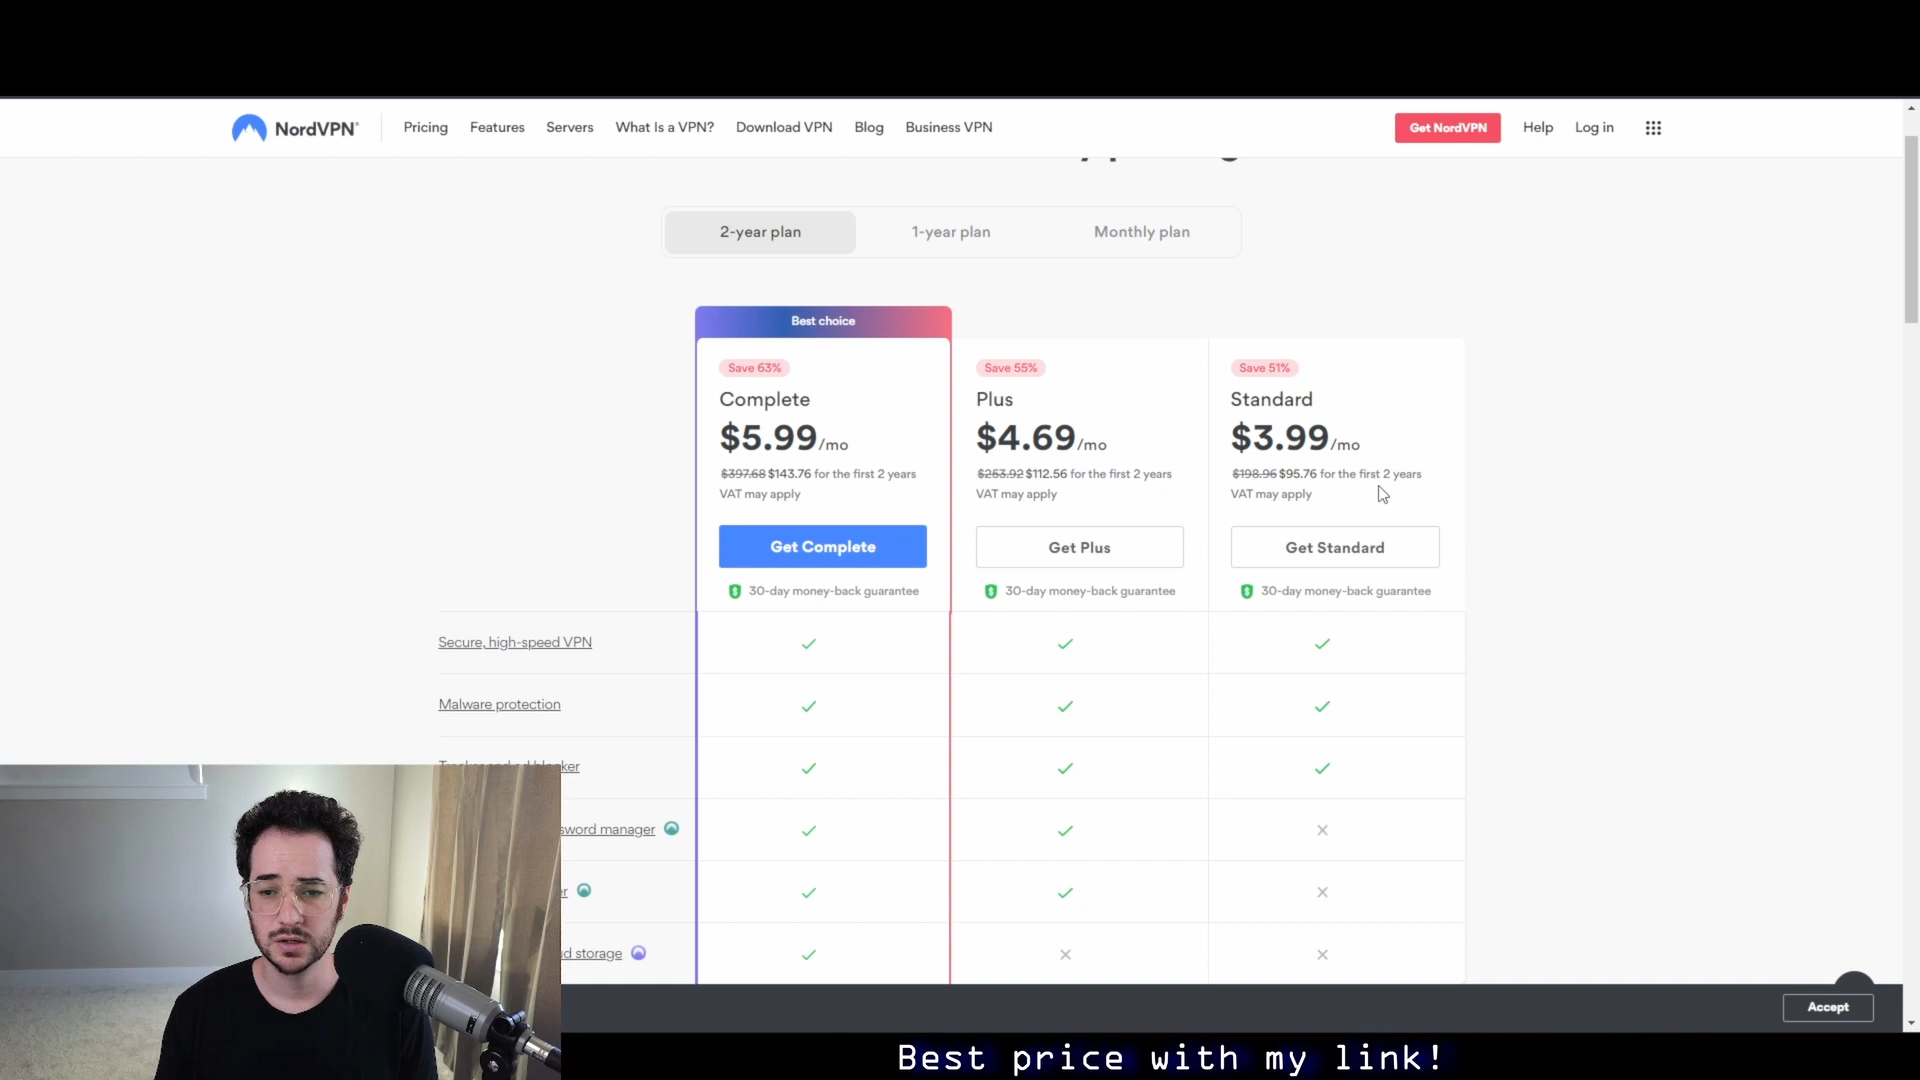 NordVPN®
Pricing
Features
Servers
What Is a VPN?
Download VPN
Blog
Business VPN
Get NordVPN
Help
Log in
2-year plan
1-year plan
Monthly plan
Best choice
Save 63%
Complete
$5.99/mo
$397.68 $143.76 for the first 2 years
VAT may apply
Get Complete
30-day money-back guarantee
Save 55%
Plus
$4.69/mo
$253.92 $112.56 for the first 2 years
VAT may apply
Get Plus
30-day money-back guarantee
Save 51%
Standard
$3.99/mo
$198.96 $95.76 for the first 2 years
VAT may apply
Get Standard
30-day money-back guarantee
Secure, high-speed VPN
Malware protection
manager
storage
Accept
Best price with my link!